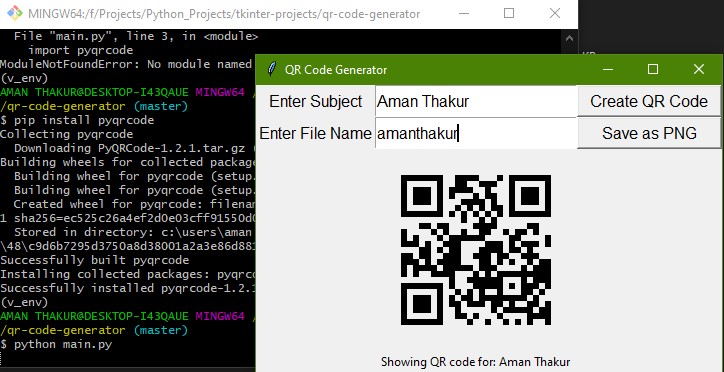 MINGW64:/f/Projects/Python_Projects/tkinter-projects/qr-code-generator
File "main.py", line 3, in <module>
import pyqrcode
ModuleNotFoundError: No module named
(v_env)
AMAN THAKUR@DESKTOP-I43QAUE MINGW64
/qr-code-generator (master)
$ pip install pyqrcode
Collecting pyqrcode
Downloading PyQRCode-1.2.1.tar.gz (
Building wheels for collected package
Building wheel for pyqrcode (setup.
Building wheel for pyqrcode (setup.
Created wheel for pyqrcode: filenam
1 sha256=ec525c26a4ef2d0e03cff91550d0
Stored in directory: c:\users\aman
\48\c9d6b7295d3750a8d38001a2a3e86d881
Successfully built pyqrcode
Installing collected packages: pyqrco
Successfully installed pyqrcode-1.2.1
(v_env)
AMAN THAKUR@DESKTOP-I43QAUE MINGW64
/qr-code-generator (master)
$ python main.py
QR Code Generator
Enter Subject Aman Thakur Create QR Code
Enter File Name amanthakur Save as PNG
Showing QR code for: Aman Thakur